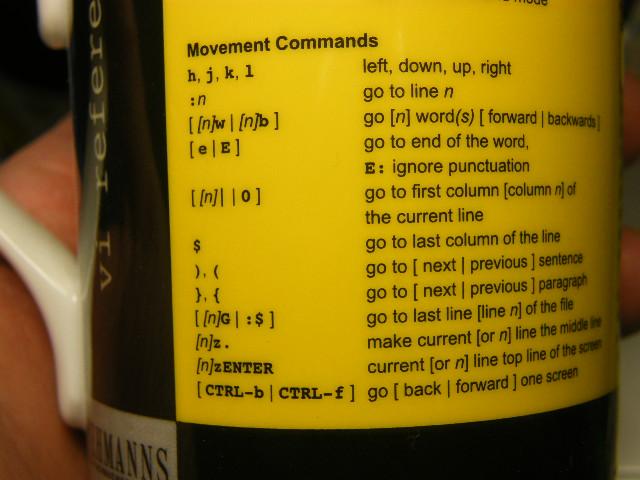 mode
Movement Commands
h, j, k, l left, down, up, right
:n go to line n
[ [n]w | [n]b ] go [n] word(s) [ forward | backwards ]
[ e | E ] go to end of the word,
E: ignore punctuation
[ [n]| | 0 ] go to first column [column n] of
the current line
$ go to last column of the line
), ( go to [ next | previous ] sentence
}, { go to [ next | previous ] paragraph
[ [n]G | :$ ] go to last line [line n] of the file
[n]z. make current [or n] line the middle line
[n]zENTER current [or n] line top line of the screen
[ CTRL-b | CTRL-f ] go [ back | forward ] one screen
vi refere
HMANNS